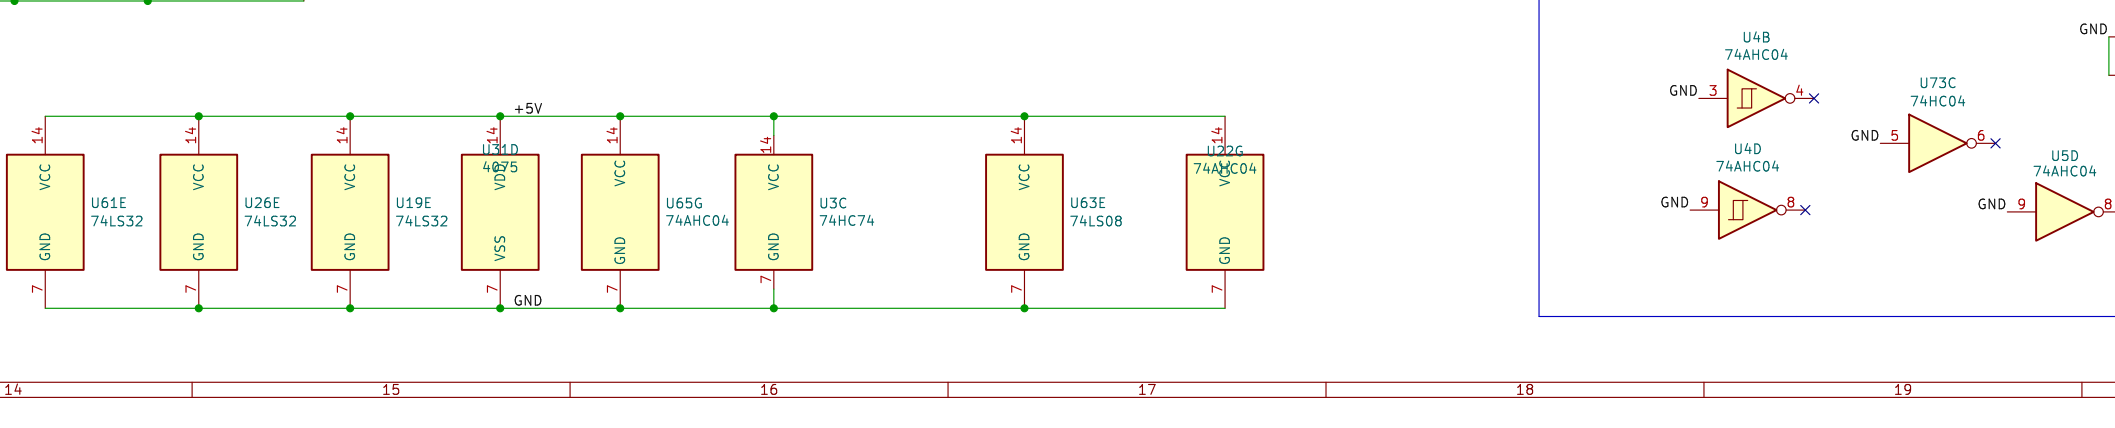 GND
U4B
74AHC04
GND 3 4
U73C
74HC04
GND 5 6
U4D
74AHC04
GND 9 8
U5D
74AHC04
GND 9 8
+5V
14 14 14 14 14 14 14 14
U31D
4075
U22G
74AHC04
VCC VCC VCC VDD VCC VCC VCC VCC
U61E
74LS32
U26E
74LS32
U19E
74LS32
U65G
74AHC04
U3C
74HC74
U63E
74LS08
GND GND GND VSS GND GND GND GND
7 7 7 7 7 7 7 7
GND
14 15 16 17 18 19